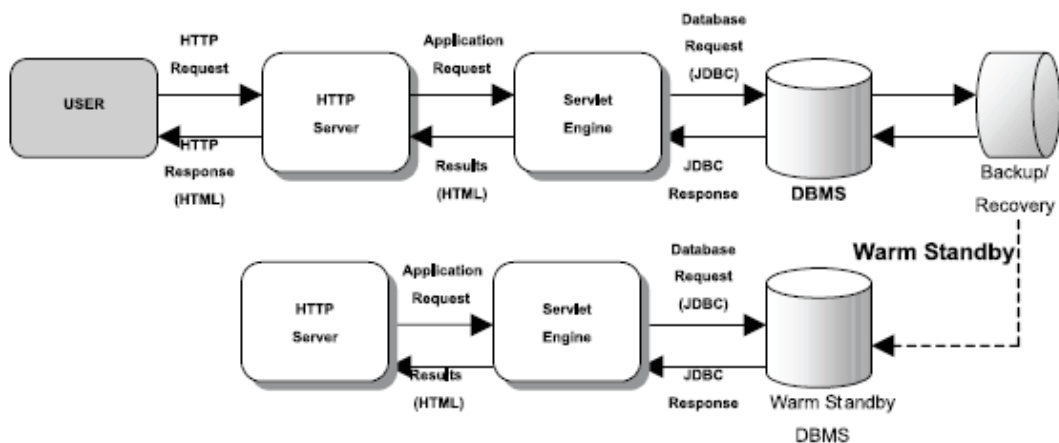 HTTP
Request
USER
HTTP
Response
(HTML)
HTTP
Server
Application
Request
Results
(HTML)
Servlet
Engine
Database
Request
(JDBC)
JDBC
Response
DBMS
Backup/
Recovery
Warm Standby
HTTP
Server
Application
Request
Results
(HTML)
Servlet
Engine
Database
Request
(JDBC)
JDBC
Response
Warm Standby
DBMS